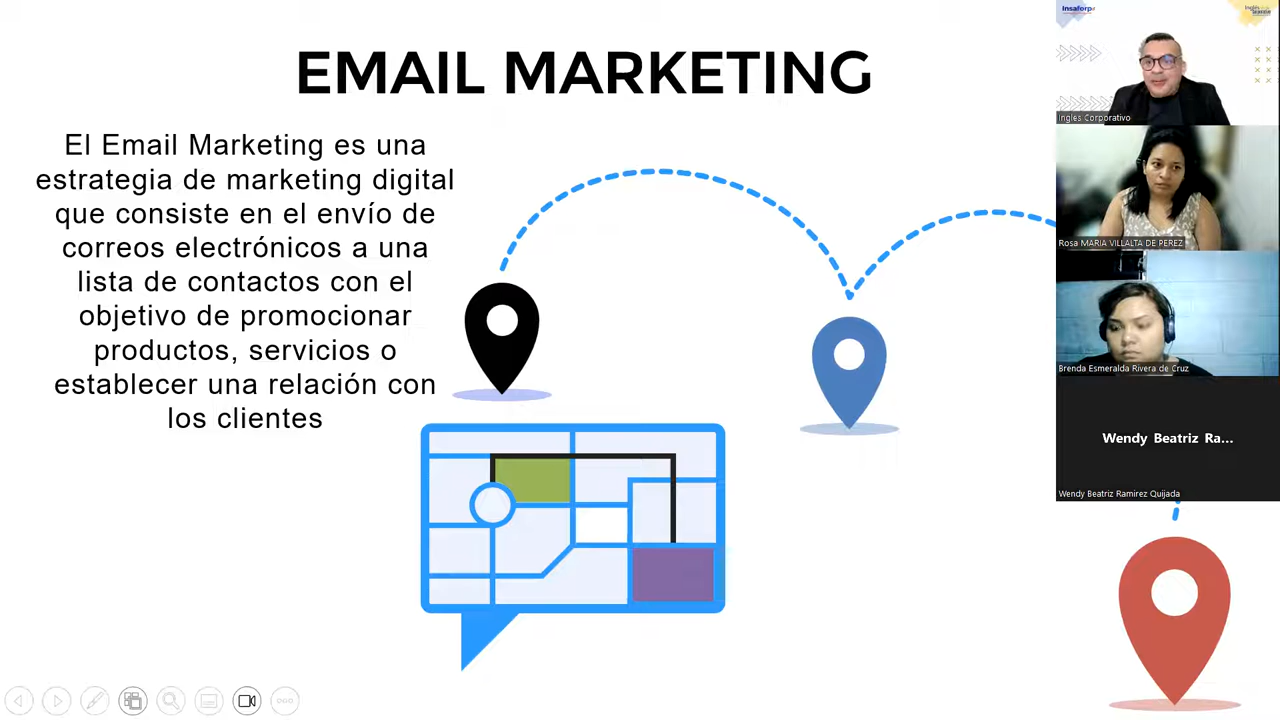 EMAIL MARKETING
El Email Marketing es una
estrategia de marketing digital
que consiste en el envío de
correos electrónicos a una
lista de contactos con el
objetivo de promocionar
productos, servicios o
establecer una relación con
los clientes
Insaforp
Ingles Corporativo
Rosa MARIA VILLALTA DE PEREZ
Brenda Esmeralda Rivera de Cruz
Wendy Beatriz Ra...
Wendy Beatriz Ramirez Quijada